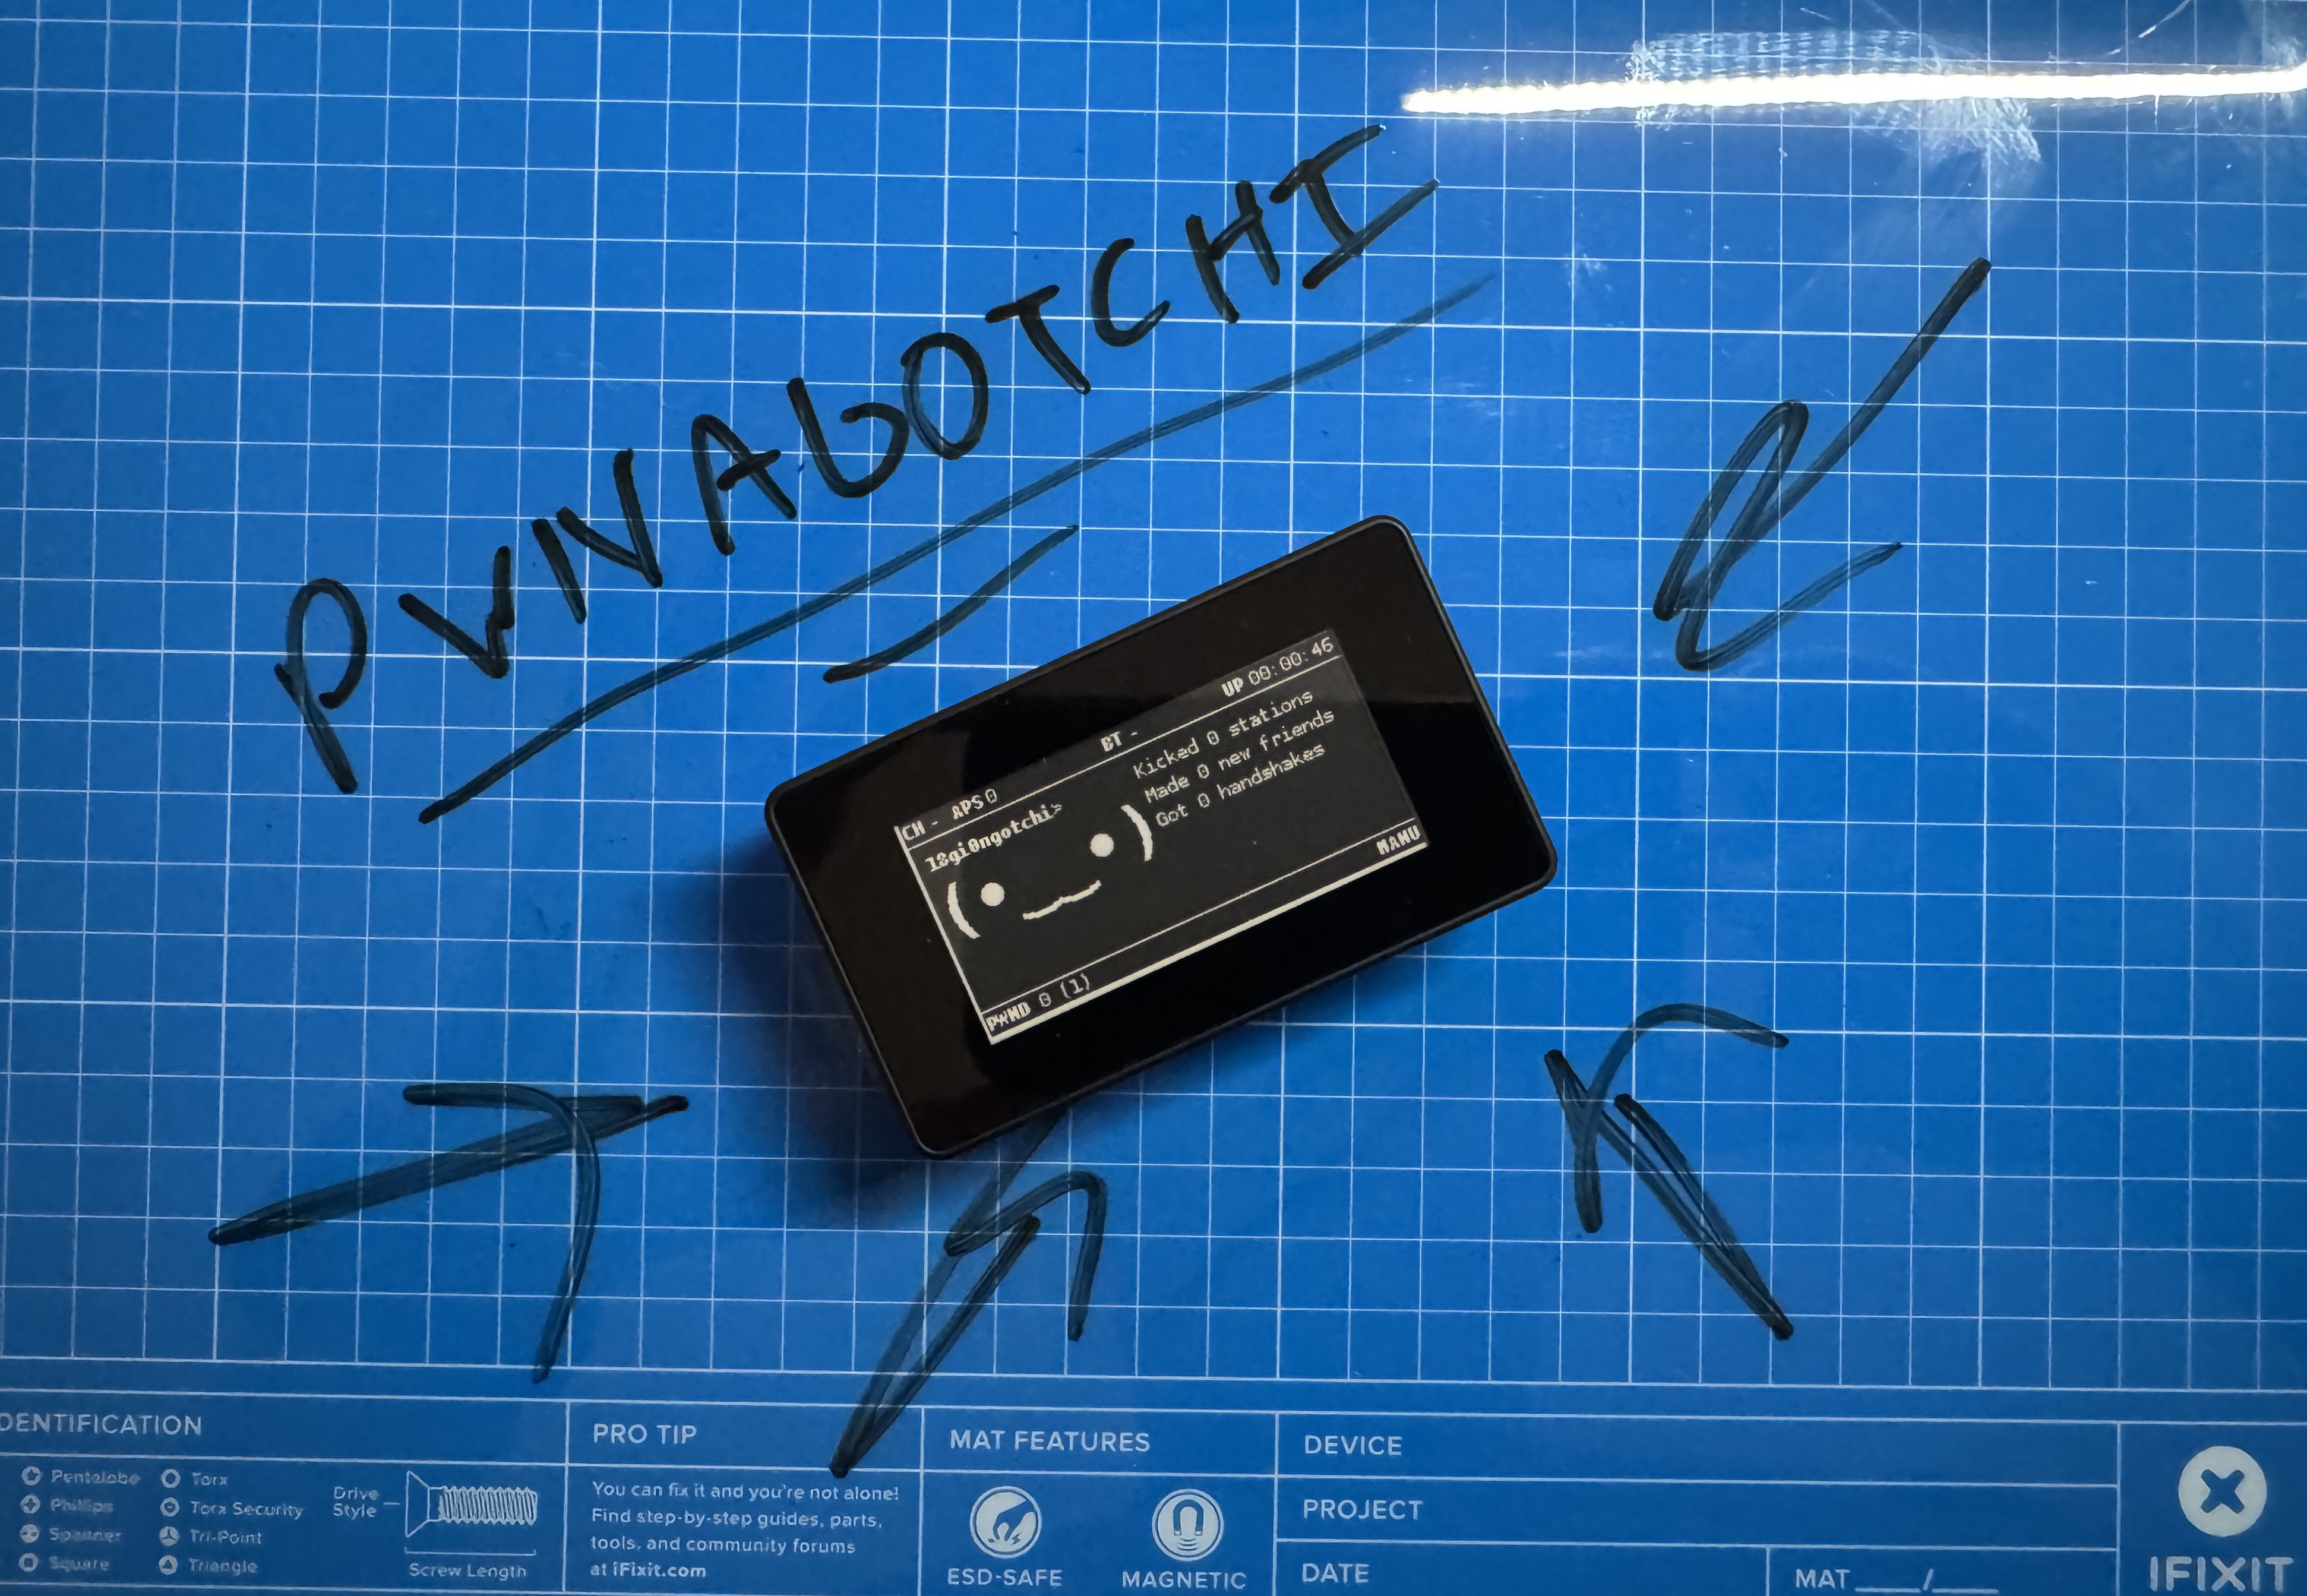 PWNAGOTCHI
CH - APS 0 BT - UP 00:00:46
l2gi0ngotchi>
Kicked 0 stations
Made 0 new friends
Got 0 handshakes
(•‿‿•)
PWND 0 (1) MANU
DENTIFICATION
Pentalobe Torx
Phillips Torx Security
Spanner Tri-Point
Square Triangle
Drive
Style
Screw Length
PRO TIP
You can fix it and you're not alone!
Find step-by-step guides, parts,
tools, and community forums
at iFixit.com
MAT FEATURES
ESD-SAFE MAGNETIC
DEVICE
PROJECT
DATE MAT ___/___
IFIXIT